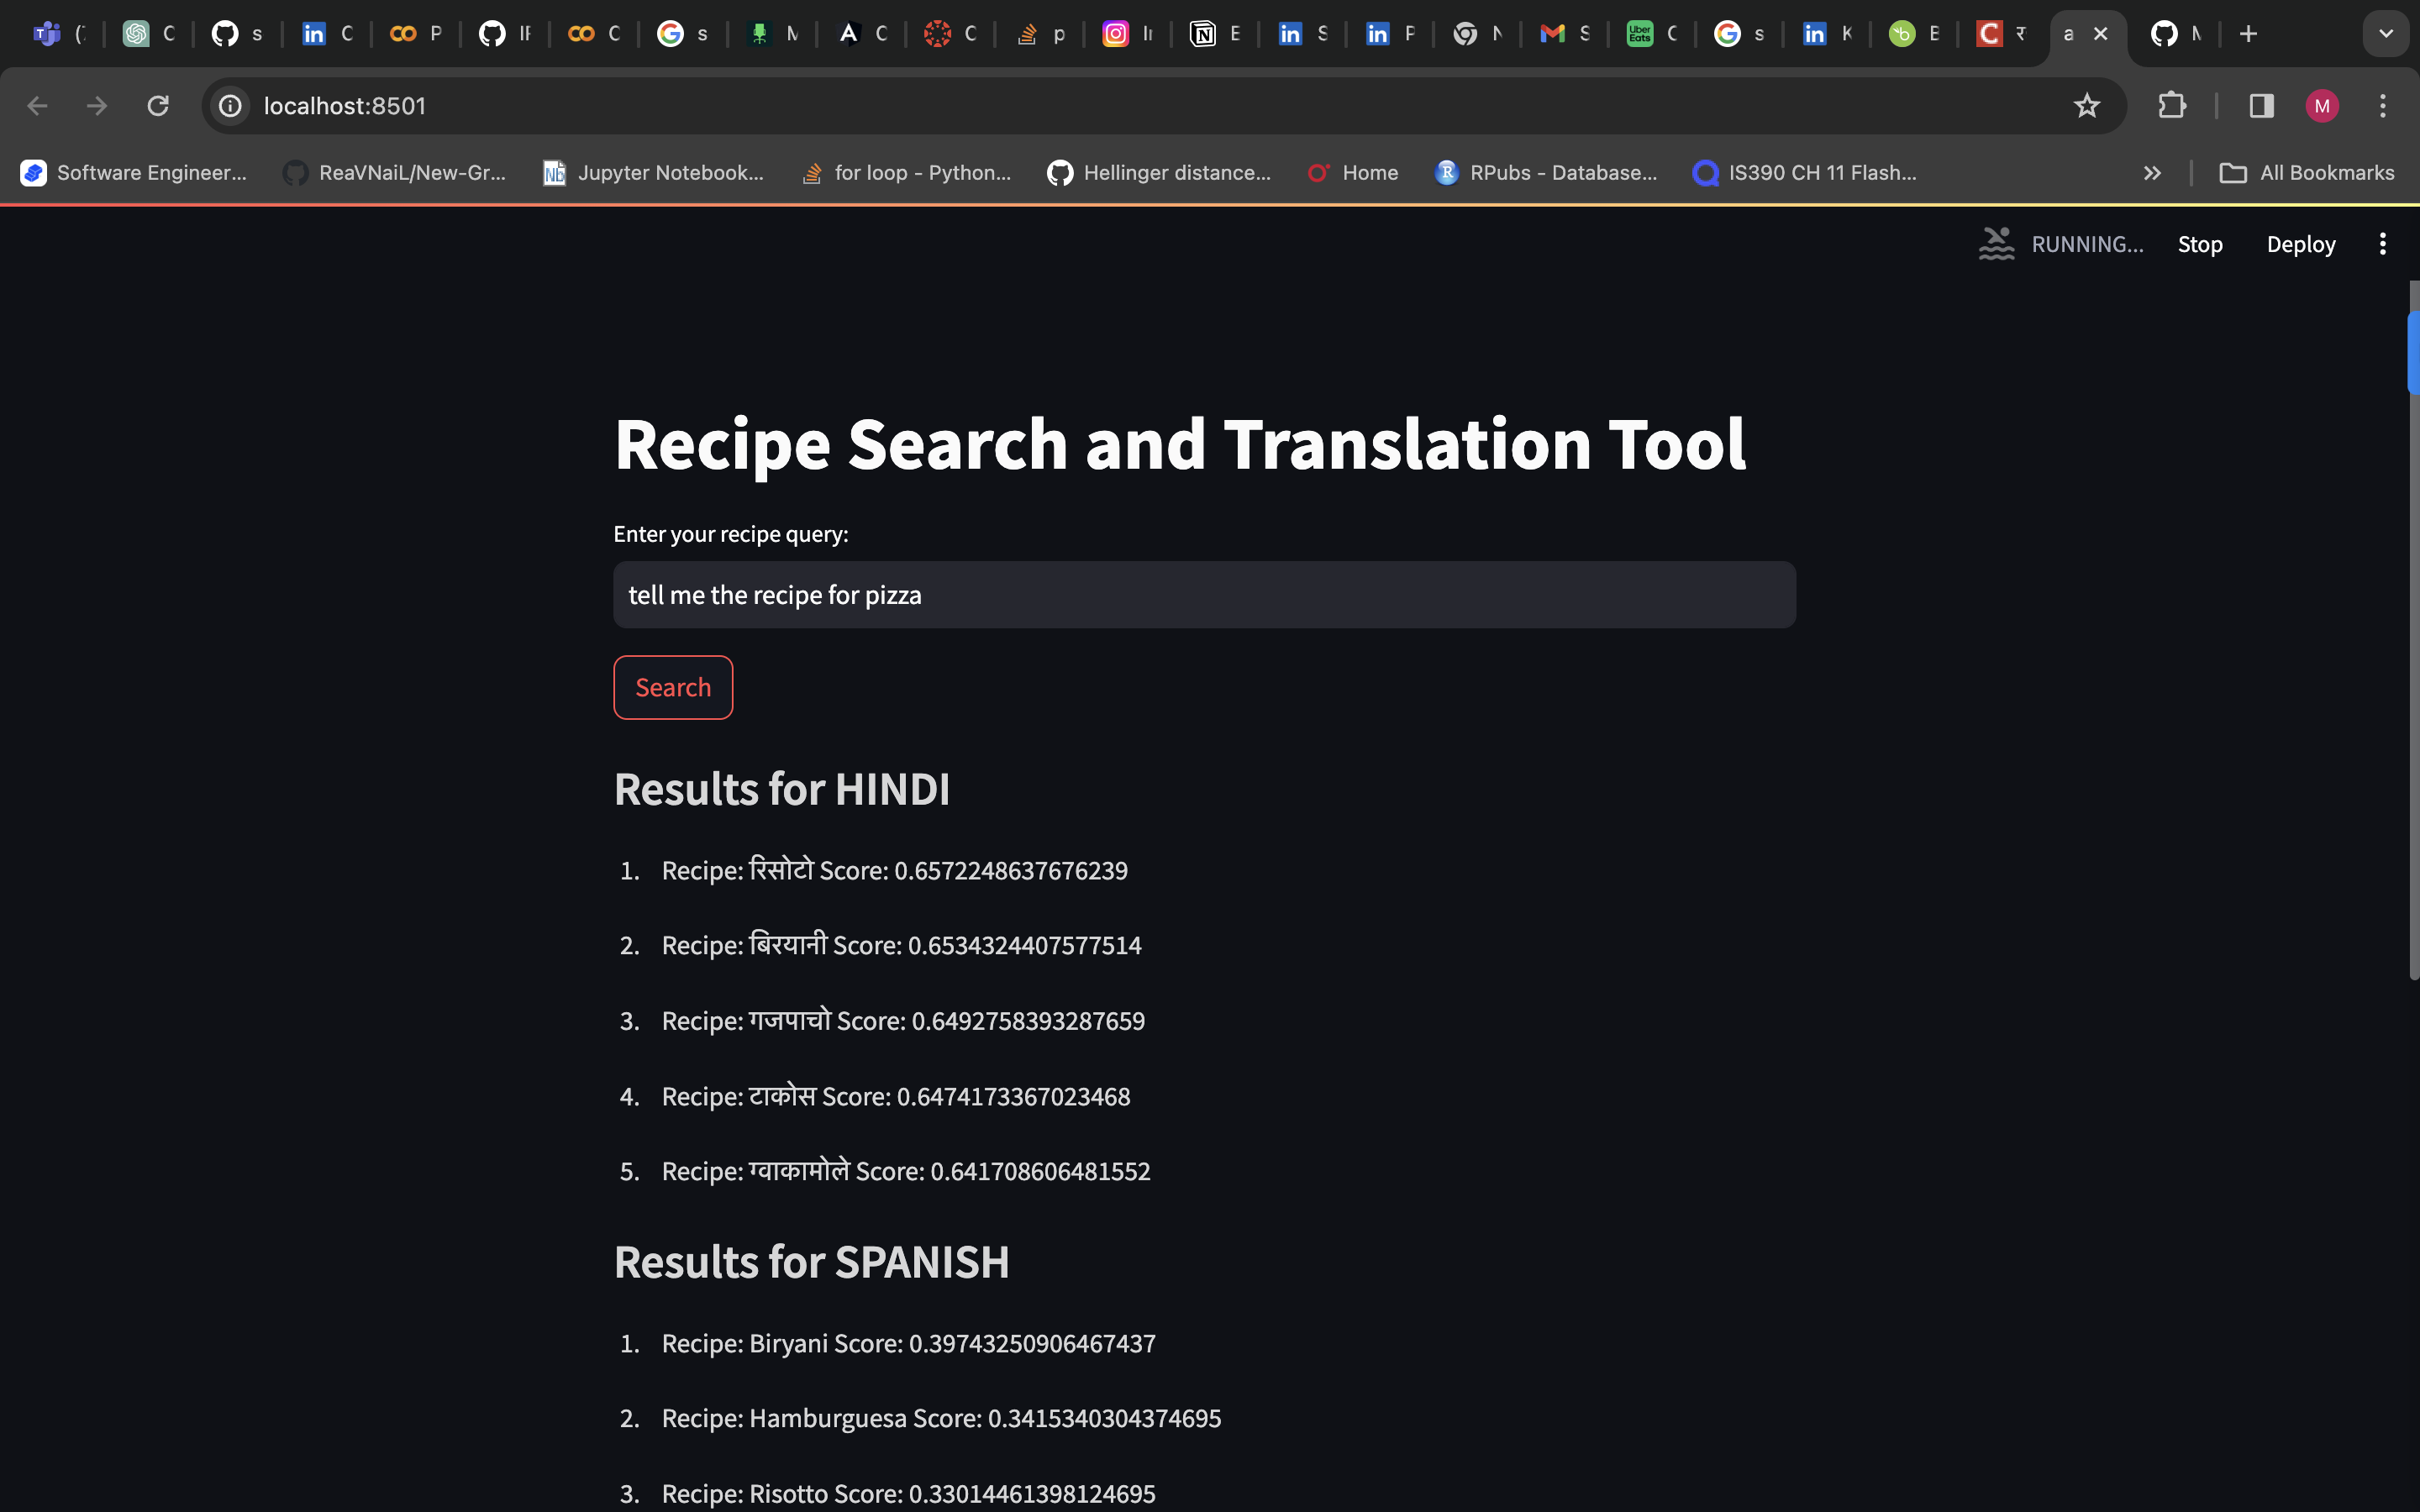 ( C s C P IF C s M C C p In E S P N S C s K B र a M
localhost:8501
M
Software Engineer... ReaVNaiL/New-Gr... Jupyter Notebook... for loop - Python... Hellinger distance... Home RPubs - Database... IS390 CH 11 Flash... All Bookmarks
RUNNING... Stop Deploy
Recipe Search and Translation Tool
Enter your recipe query:
tell me the recipe for pizza
Search
Results for HINDI
1. Recipe: रिसोटो Score: 0.6572248637676239
2. Recipe: बिरयानी Score: 0.6534324407577514
3. Recipe: गजपाचो Score: 0.6492758393287659
4. Recipe: टाकोस Score: 0.6474173367023468
5. Recipe: ग्वाकामोले Score: 0.641708606481552
Results for SPANISH
1. Recipe: Biryani Score: 0.39743250906467437
2. Recipe: Hamburguesa Score: 0.3415340304374695
3. Recipe: Risotto Score: 0.33014461398124695